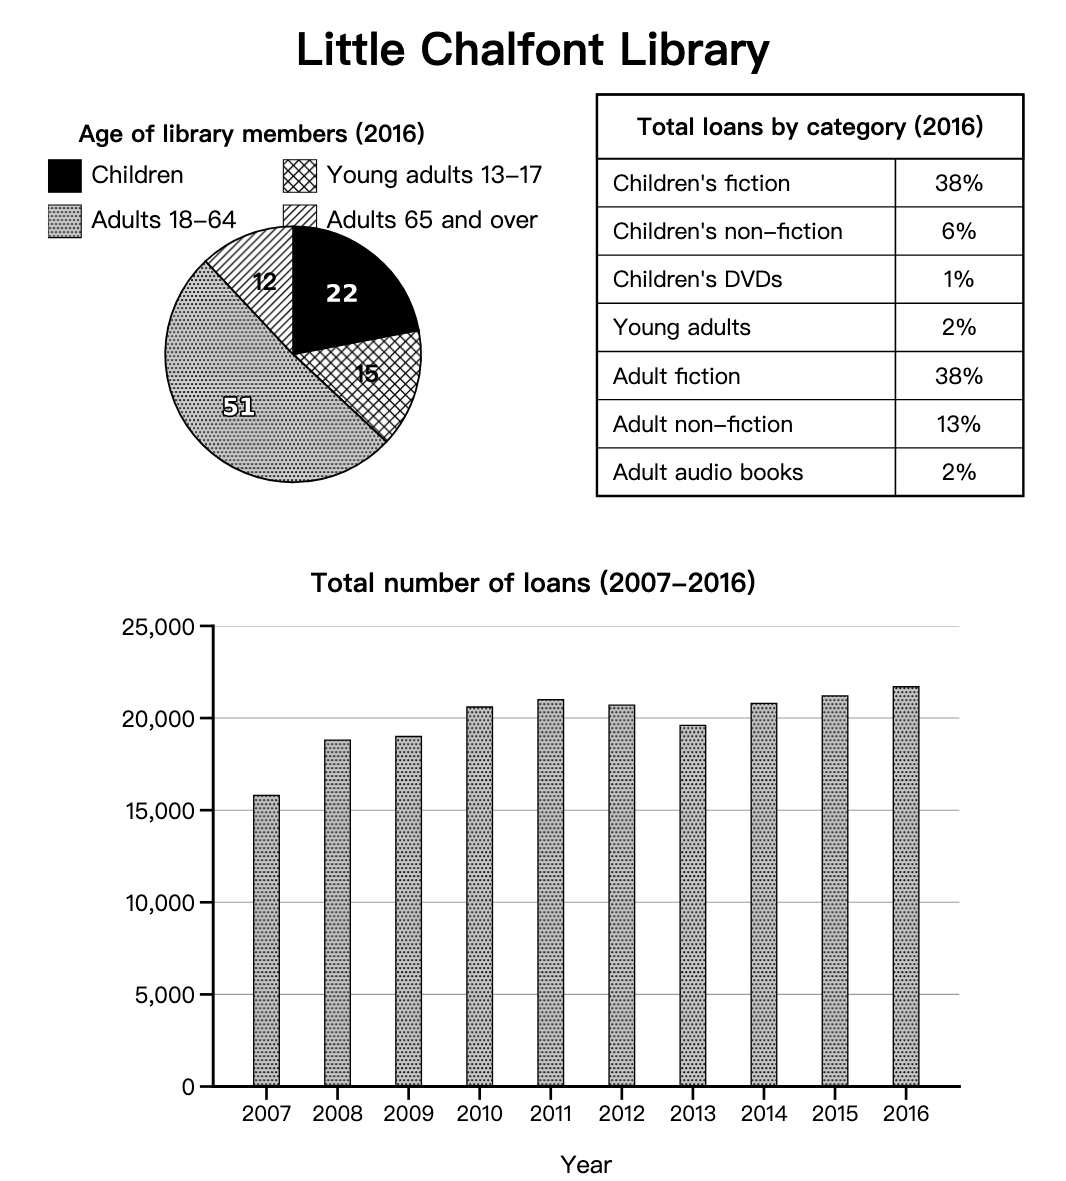 Little Chalfont Library
Age of library members (2016)
Children
Young adults 13–17
Adults 18–64
Adults 65 and over
12
22
15
51
Total loans by category (2016)
Children's fiction 38%
Children's non–fiction 6%
Children's DVDs 1%
Young adults 2%
Adult fiction 38%
Adult non–fiction 13%
Adult audio books 2%
Total number of loans (2007–2016)
25,000
20,000
15,000
10,000
5,000
0
2007 2008 2009 2010 2011 2012 2013 2014 2015 2016
Year